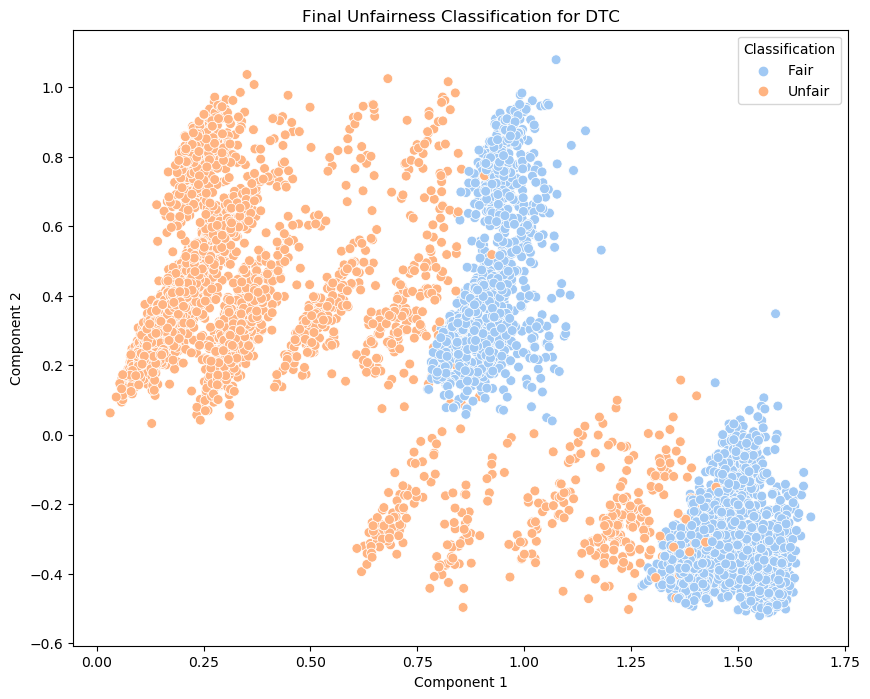 Final Unfairness Classification for DTC
Classification
Fair
Unfair
Component 2
1.0
0.8
0.6
0.4
0.2
0.0
−0.2
−0.4
−0.6
0.00 0.25 0.50 0.75 1.00 1.25 1.50 1.75
Component 1